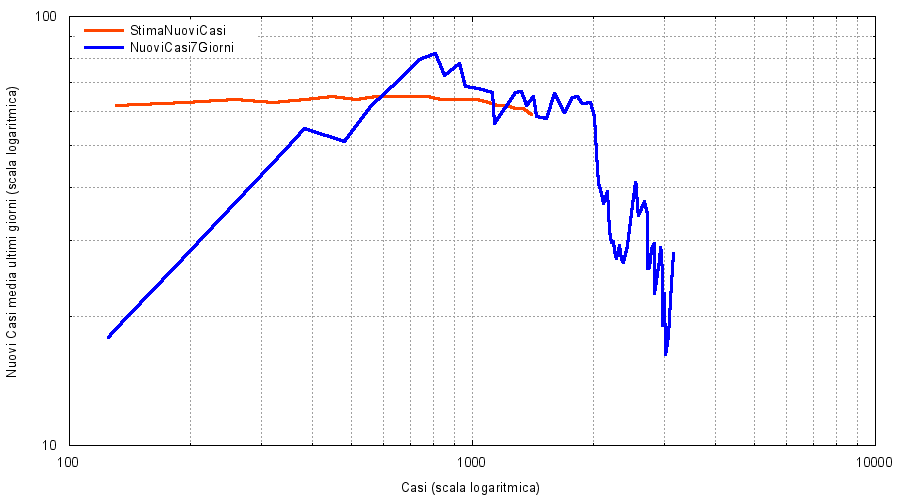 100
StimaNuoviCasi
NuoviCasi7Giorni
Nuovi Casi media ultimi giorni (scala logaritmica)
10
100
1000
10000
Casi (scala logaritmica)